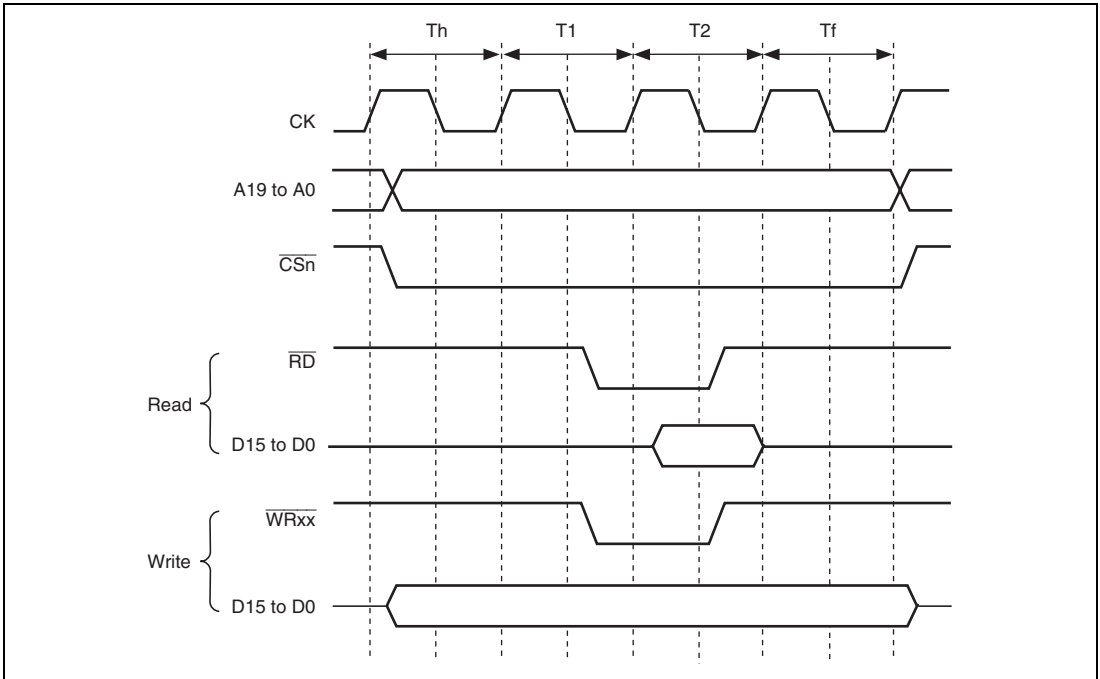 Th T1 T2 Tf
CK
A19 to A0
CSn
RD
Read
D15 to D0
WRxx
Write
D15 to D0